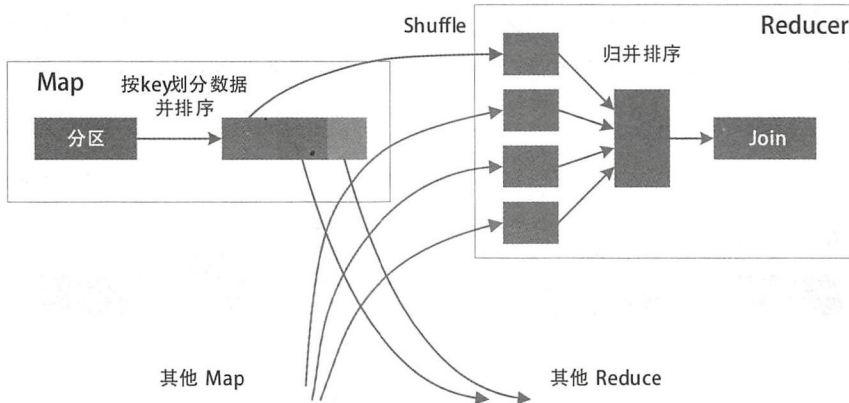 Shuffle
Reducer
Map
按key划分数据
并排序
归并排序
分区
Join
其他 Map
其他 Reduce